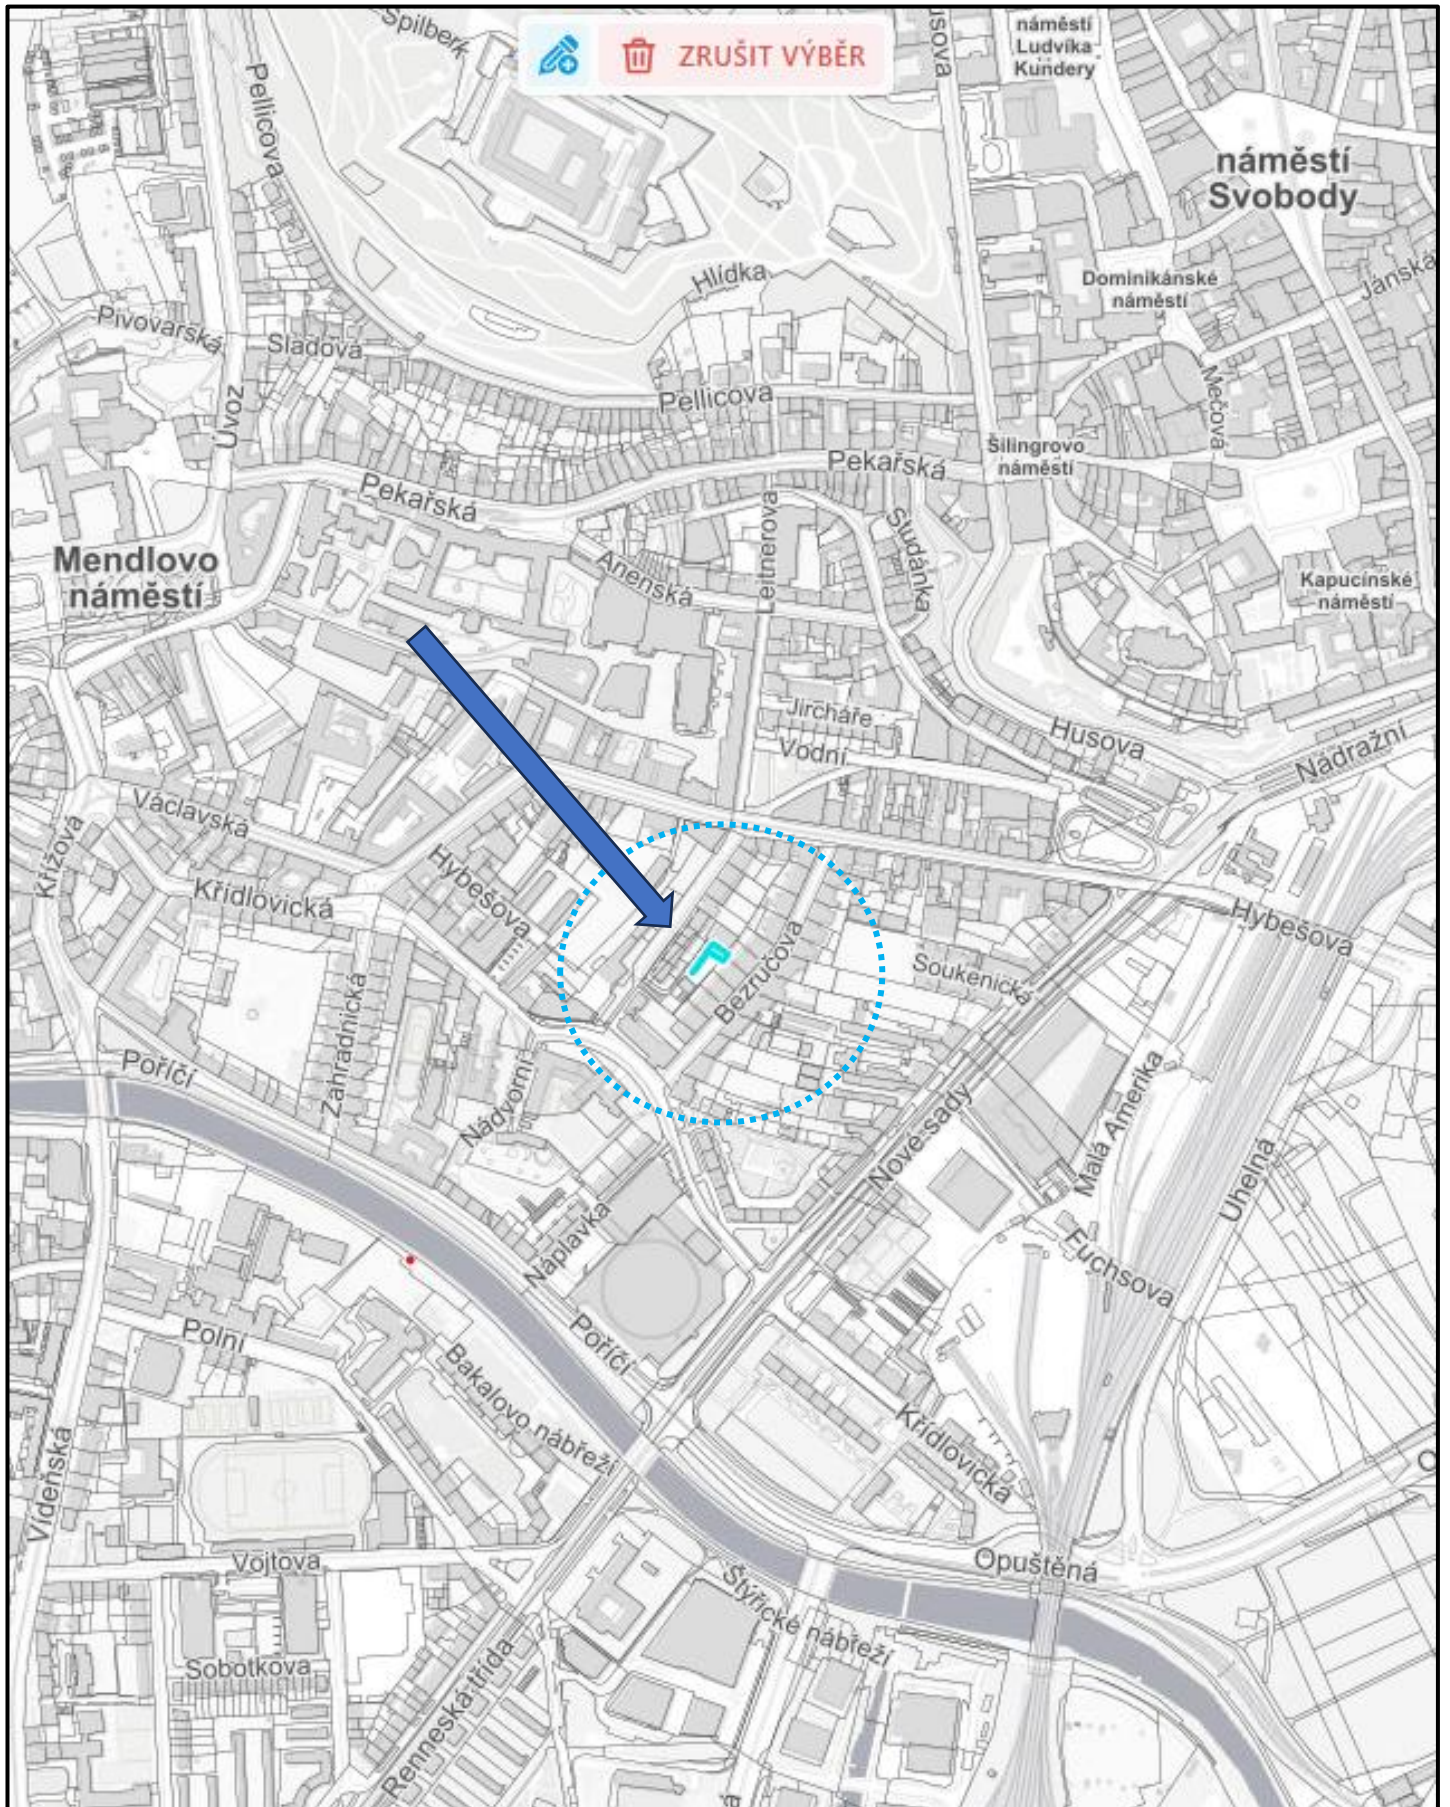 Špilberk
ZRUŠIT VÝBĚR
usova
náměstí
Ludvíka
Kundery
Pellicova
náměstí
Svobody
Hlídka
Dominikánské
náměstí
Jánská
Pivovarská
Sladová
Úvoz
Pellicova
Mečová
Pekařská
Šilingrovo
náměstí
Pekařská
Studánka
Leitnerova
Anenská
Mendlovo
náměstí
Kapucínské
náměstí
Jircháře
Vodní
Husova
Nádražní
Václavská
Křížová
Křídlovická
Hybešova
Hybešova
Bezručova
Soukenická
Zahradnická
Poříčí
Nádvorní
Nové sady
Malá Amerika
Uhelná
Náplavka
Fuchsova
Polní
Poříčí
Bakalovo nábřeží
Křídlovická
Vídeňská
Vojtova
Opuštěná
O
Štýřické nábřeží
Sobotkova
Renneská třída
á